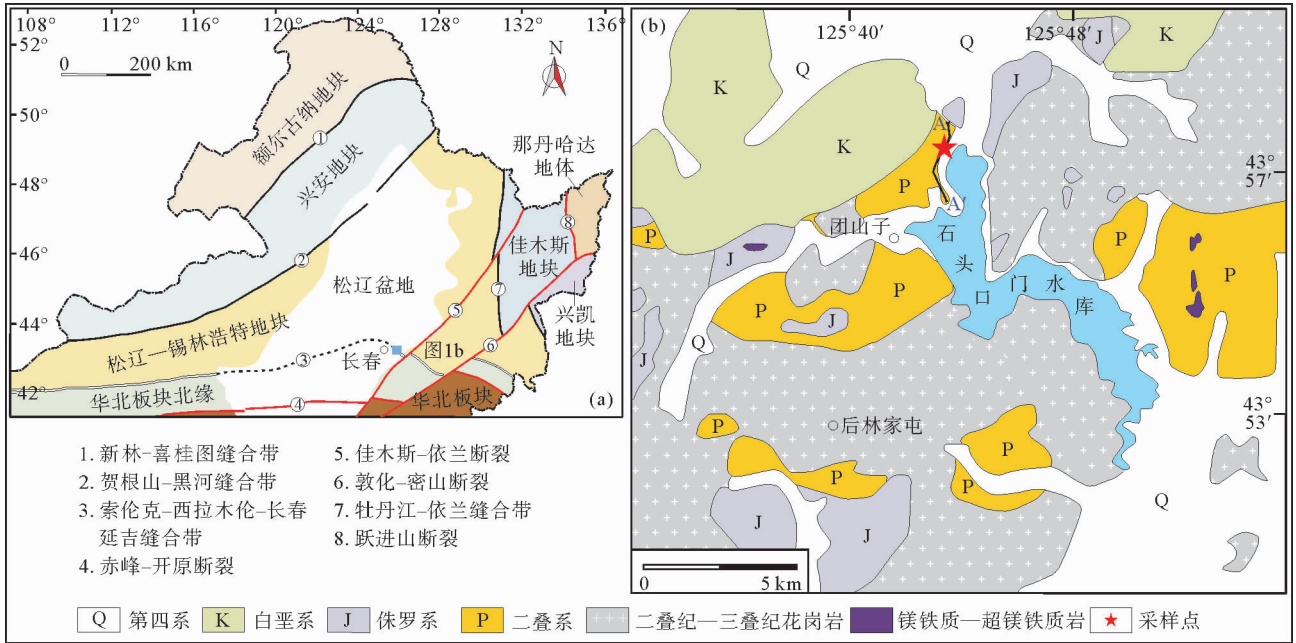 108° 112° 116° 120° 124° 128° 132° 136°
52°
50°
48°
46°
44°
42°
0 200 km
N
额尔古纳地块
①
兴安地块
②
那丹哈达
地体
⑧
佳木斯
地块
⑦
兴凯
地块
松辽盆地
⑤
松辽—锡林浩特地块
③
长春
图1b
⑥
华北板块北缘
④
华北板块
(a)
1. 新林–喜桂图缝合带
2. 贺根山–黑河缝合带
3. 索伦克–西拉木伦–长春
延吉缝合带
4. 赤峰–开原断裂
5. 佳木斯–依兰断裂
6. 敦化–密山断裂
7. 牡丹江–依兰缝合带
8. 跃进山断裂
(b)
125°40′
125°48′
43°
57′
43°
53′
Q
Q
J
K
K
J
K
A
P
A′
团山子
石头口门水库
P
J
P
P
P
P
J
J
Q
P
后林家屯
P
P
P
J
J
Q
0 5 km
Q 第四系
K 白垩系
J 侏罗系
P 二叠系
二叠纪—三叠纪花岗岩
镁铁质—超镁铁质岩
采样点